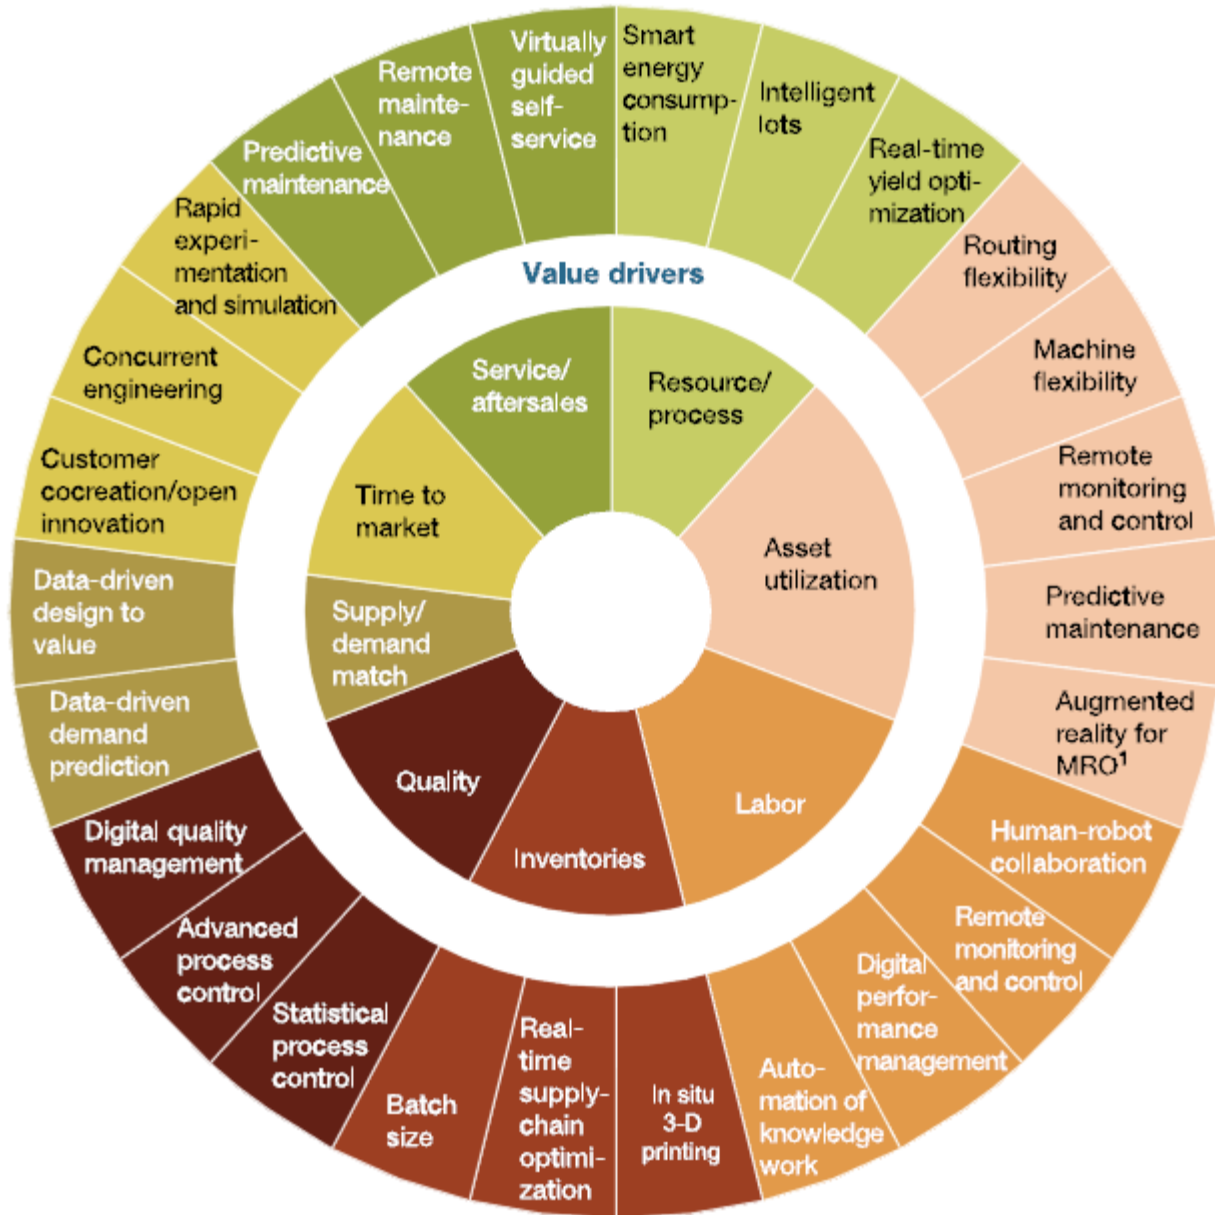 Value drivers
Service/
aftersales
Resource/
process
Asset
utilization
Labor
Inventories
Quality
Supply/
demand
match
Time to
market
Smart
energy
consump-
tion
Intelligent
lots
Real-time
yield opti-
mization
Routing
flexibility
Machine
flexibility
Remote
monitoring
and control
Predictive
maintenance
Augmented
reality for
MRO¹
Human-robot
collaboration
Remote
monitoring
and control
Digital
perfor-
mance
management
Auto-
mation of
knowledge
work
In situ
3-D
printing
Real-
time
supply-
chain
optimi-
zation
Batch
size
Statistical
process
control
Advanced
process
control
Digital quality
management
Data-driven
demand
prediction
Data-driven
design to
value
Customer
cocreation/open
innovation
Concurrent
engineering
Rapid
experi-
mentation
and simulation
Predictive
maintenance
Remote
mainte-
nance
Virtually
guided
self-
service